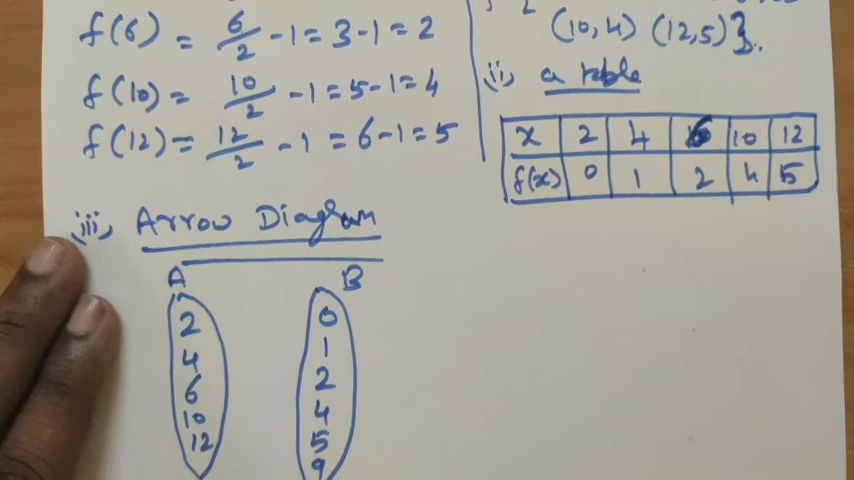 f(6) = 6/2 - 1 = 3 - 1 = 2
f(10) = 10/2 - 1 = 5 - 1 = 4
f(12) = 12/2 - 1 = 6 - 1 = 5
iii) Arrow Diagram
A B
2 0
4 1
6 2
10 4
12 5
9
(10,4) (12,5)}
ii) a table
x 2 4 6 10 12
f(x) 0 1 2 4 5